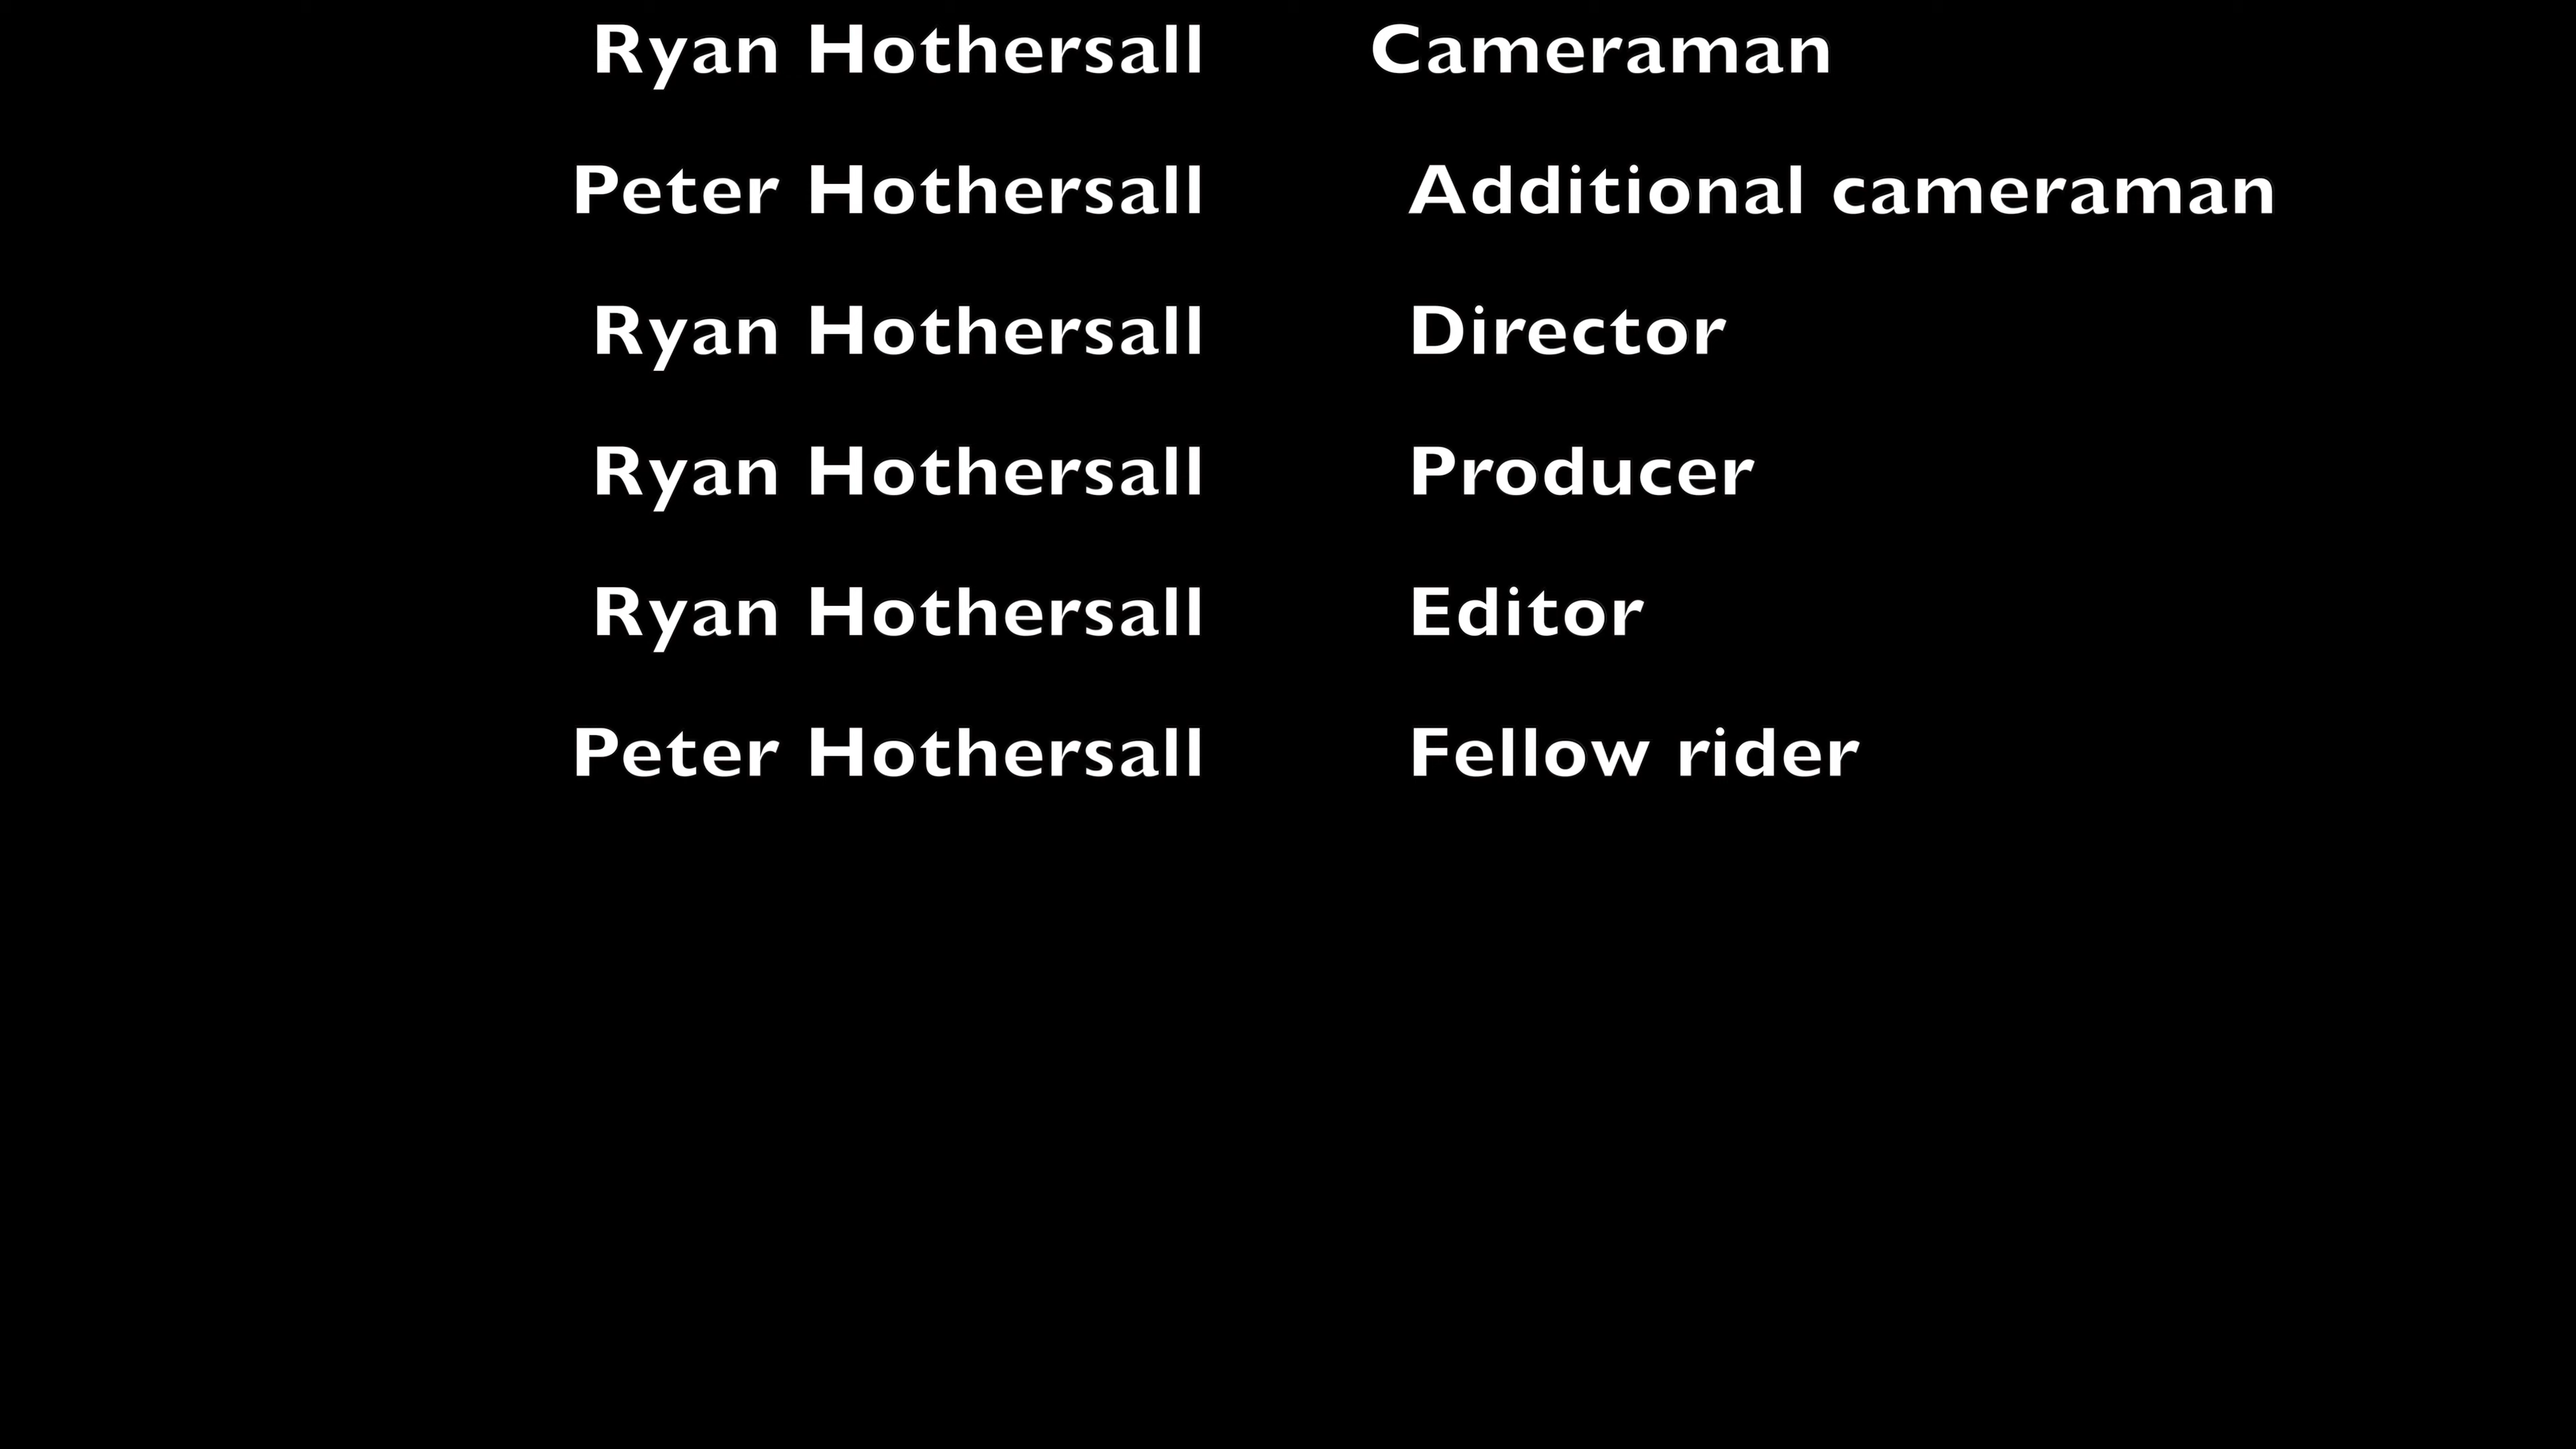 Ryan Hothersall Cameraman
Peter Hothersall Additional cameraman
Ryan Hothersall Director
Ryan Hothersall Producer
Ryan Hothersall Editor
Peter Hothersall Fellow rider